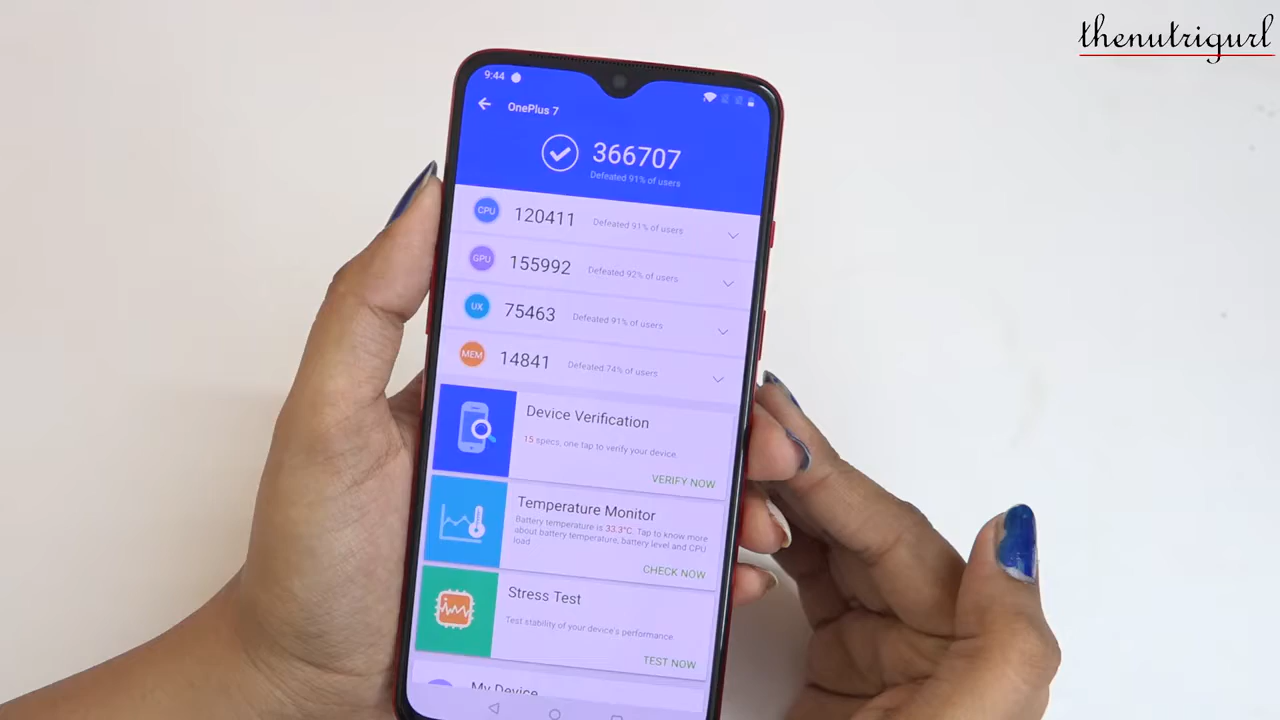 thenutrigurl
9:44
OnePlus 7
366707
Defeated 91% of users
CPU 120411 Defeated 91% of users
GPU 155992 Defeated 92% of users
UX 75463 Defeated 91% of users
MEM 14841 Defeated 74% of users
Device Verification
15 specs, one tap to verify your device.
VERIFY NOW
Temperature Monitor
Battery temperature is 33.3°C. Tap to know more
about battery temperature, battery level and CPU
load
CHECK NOW
Stress Test
Test stability of your device's performance.
TEST NOW
My Device